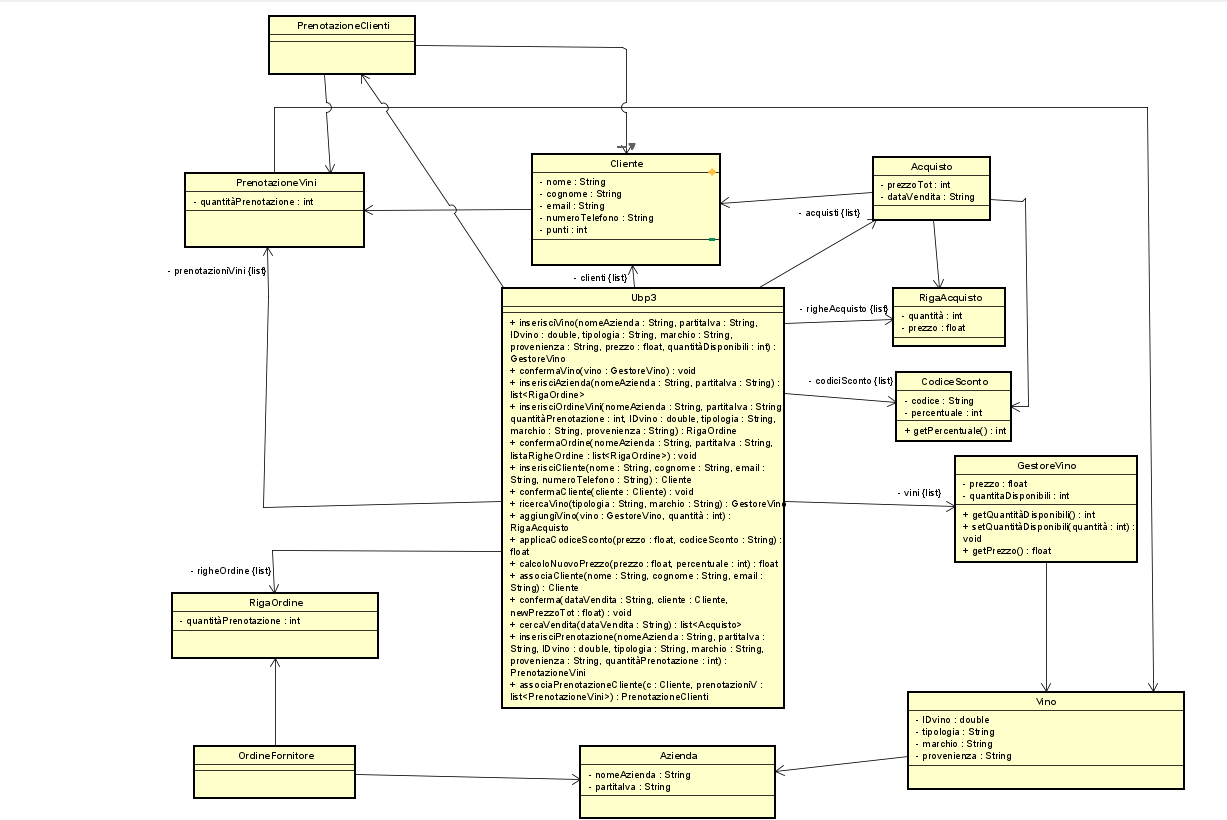 PrenotazioneClienti
Cliente
- nome : String
- cognome : String
- email : String
- numeroTelefono : String
- punti : int
Acquisto
- prezzoTot : int
- dataVendita : String
PrenotazioneVini
- quantitàPrenotazione : int
- acquisti {list}
- prenotazioniVini {list}
- clienti {list}
Ubp3
+ inserisciVino(nomeAzienda : String, partitaIva : String,
IDvino : double, tipologia : String, marchio : String,
provenienza : String, prezzo : float, quantitàDisponibili : int) :
GestoreVino
+ confermaVino(vino : GestoreVino) : void
+ inserisciAzienda(nomeAzienda : String, partitaIva : String) :
list<RigaOrdine>
+ inserisciOrdineVini(nomeAzienda : String, partitaIva : String
quantitàPrenotazione : int, IDvino : double, tipologia : String,
marchio : String, provenienza : String) : RigaOrdine
+ confermaOrdine(nomeAzienda : String, partitaIva : String,
listaRigheOrdine : list<RigaOrdine>) : void
+ inserisciCliente(nome : String, cognome : String, email :
String, numeroTelefono : String) : Cliente
+ confermaCliente(cliente : Cliente) : void
+ ricercaVino(tipologia : String, marchio : String) : GestoreVino
+ aggiungiVino(vino : GestoreVino, quantità : int) :
RigaAcquisto
+ applicaCodiceSconto(prezzo : float, codiceSconto : String) :
float
+ calcoloNuovoPrezzo(prezzo : float, percentuale : int) : float
+ associaCliente(nome : String, cognome : String, email :
String) : Cliente
+ conferma(dataVendita : String, cliente : Cliente,
newPrezzoTot : float) : void
+ cercaVendita(dataVendita : String) : list<Acquisto>
+ inserisciPrenotazione(nomeAzienda : String, partitaIva :
String, IDvino : double, tipologia : String, marchio : String,
provenienza : String, quantitàPrenotazione : int) :
PrenotazioneVini
+ associaPrenotazioneCliente(c : Cliente, prenotazioniV :
list<PrenotazioneVini>) : PrenotazioneClienti
- righeAcquisto {list}
RigaAcquisto
- quantità : int
- prezzo : float
- codiciSconto {list}
CodiceSconto
- codice : String
- percentuale : int
+ getPercentuale() : int
- vini {list}
GestoreVino
- prezzo : float
- quantitaDisponibili : int
+ getQuantitàDisponibili() : int
+ setQuantitàDisponibili(quantità : int) :
void
+ getPrezzo() : float
- righeOrdine {list}
RigaOrdine
- quantitàPrenotazione : int
OrdineFornitore
Azienda
- nomeAzienda : String
- partitaIva : String
Vino
- IDvino : double
- tipologia : String
- marchio : String
- provenienza : String